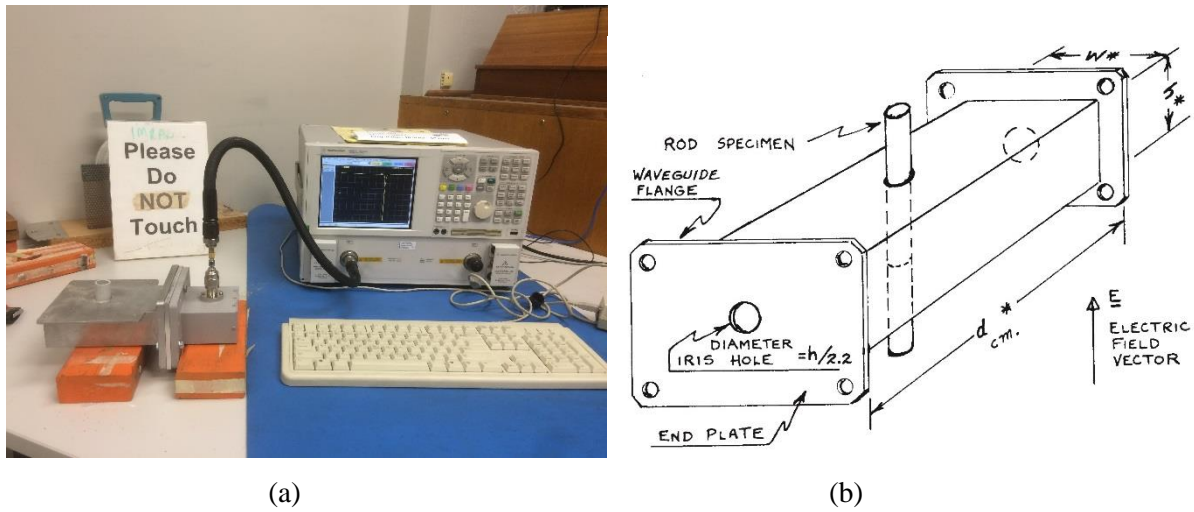 IMRAN
Please
Do
NOT
Touch
W*
h*
ROD SPECIMEN
WAVEGUIDE
FLANGE
d*
cm.
E
ELECTRIC
FIELD
VECTOR
DIAMETER
IRIS HOLE =h/2.2
END PLATE
(a)
(b)